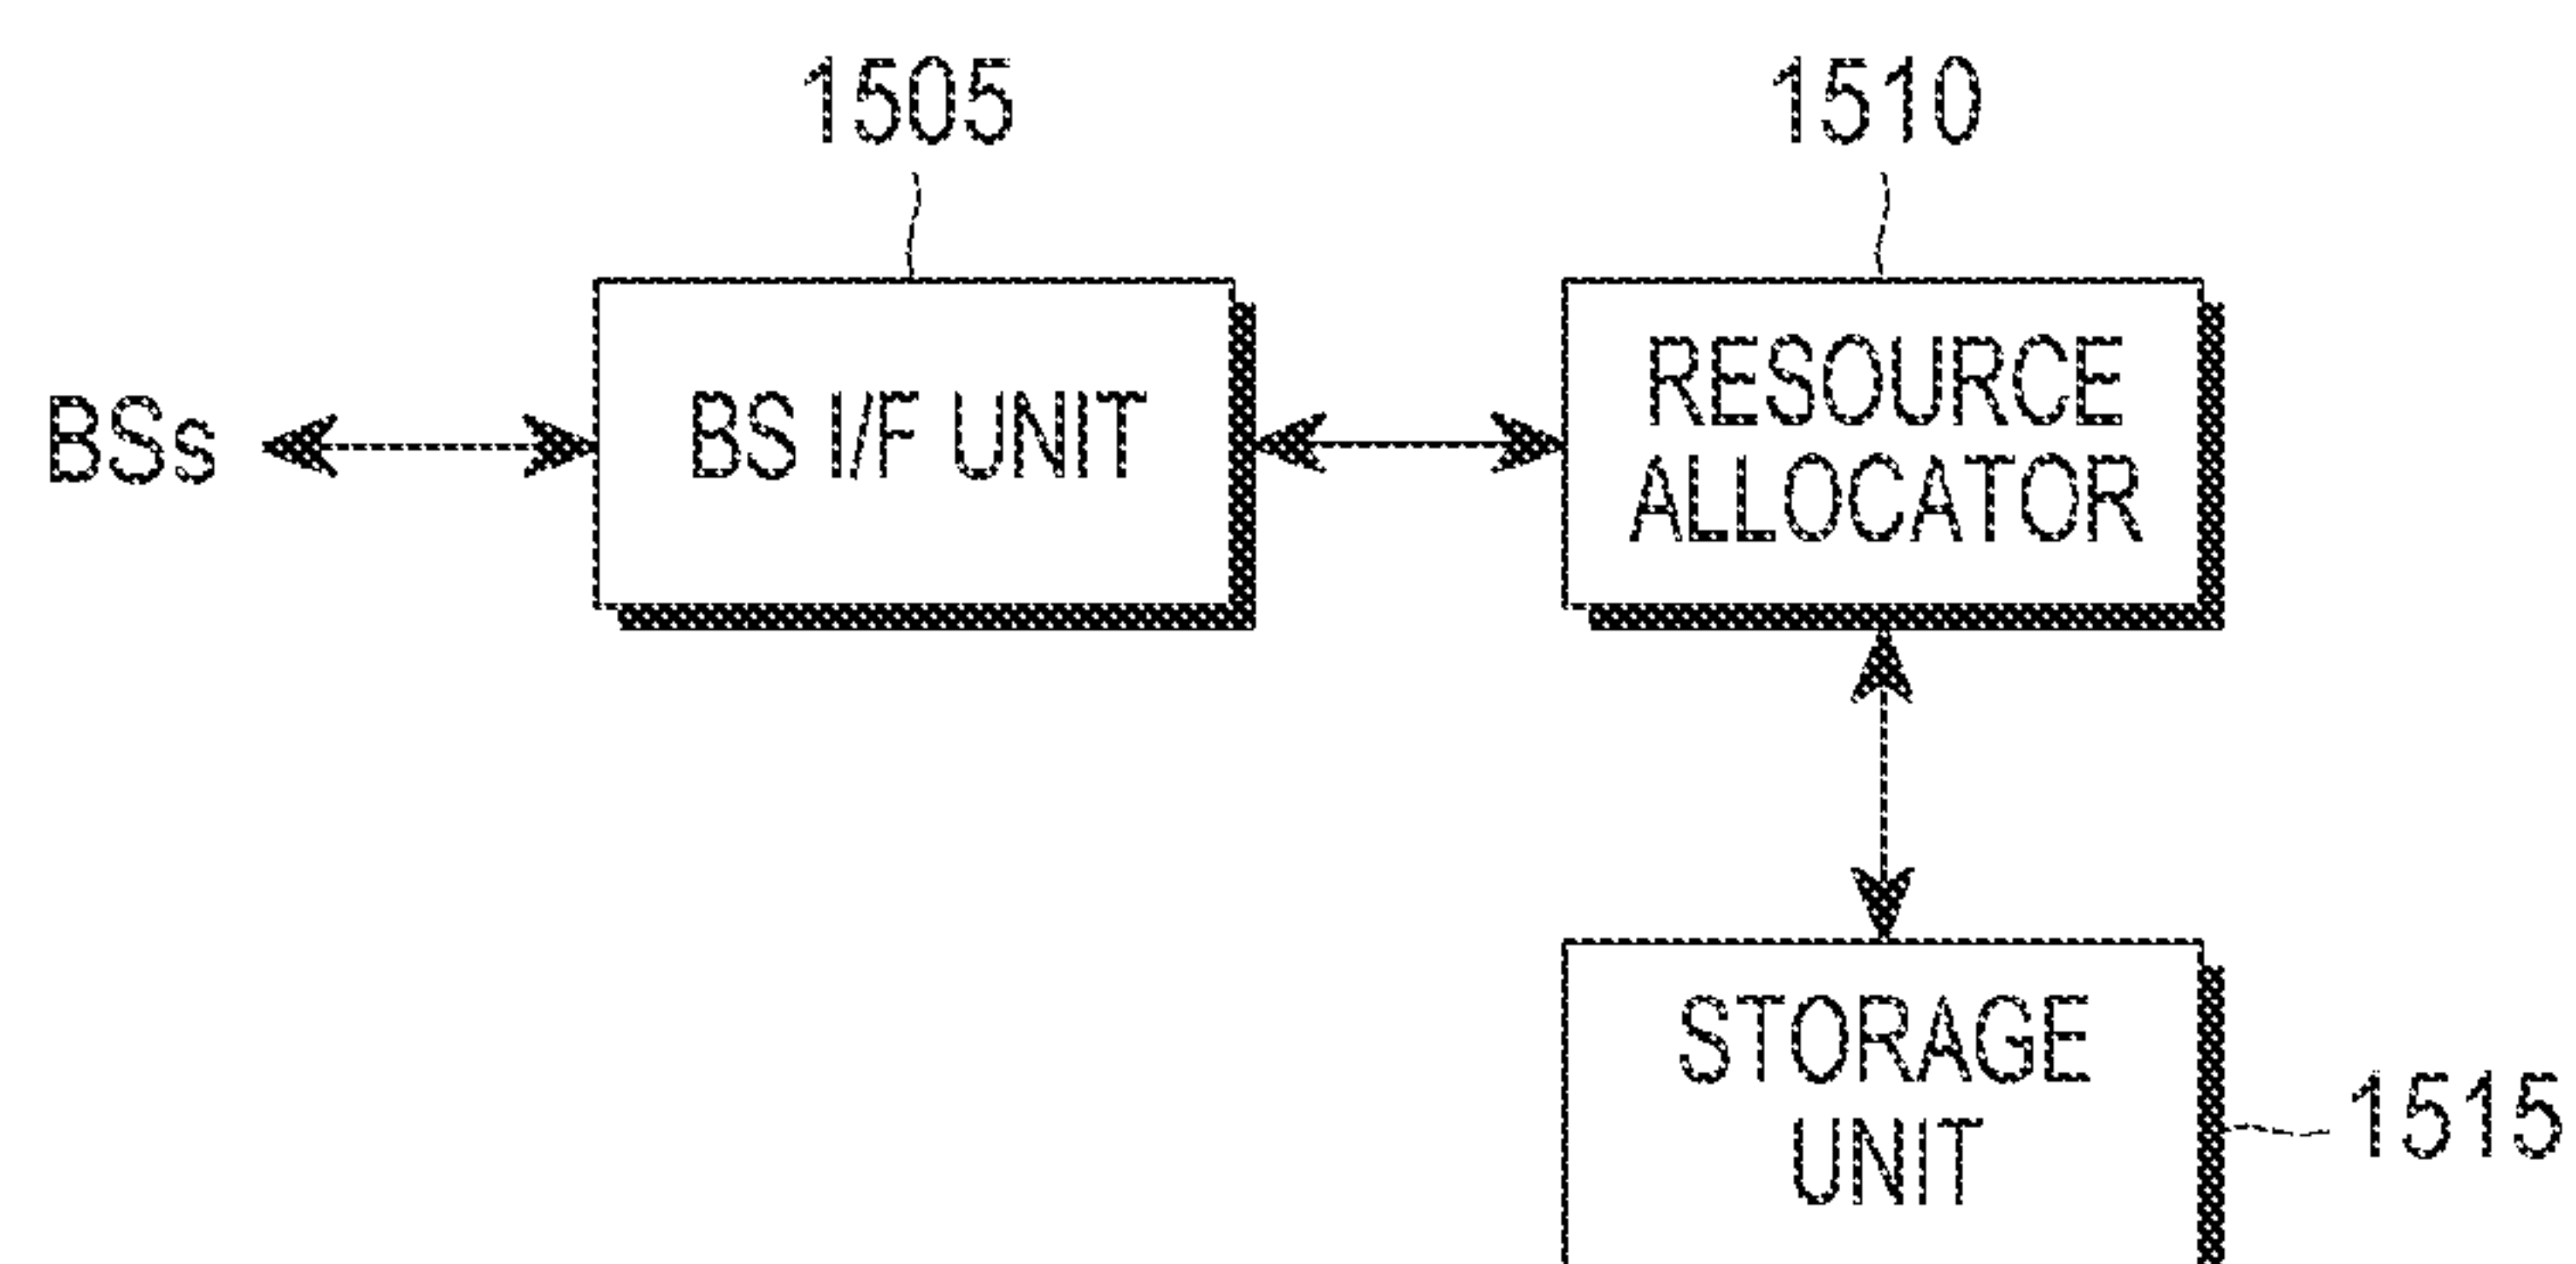 1505
1510
BSs
BS I/F UNIT
RESOURCE
ALLOCATOR
STORAGE
UNIT
1515